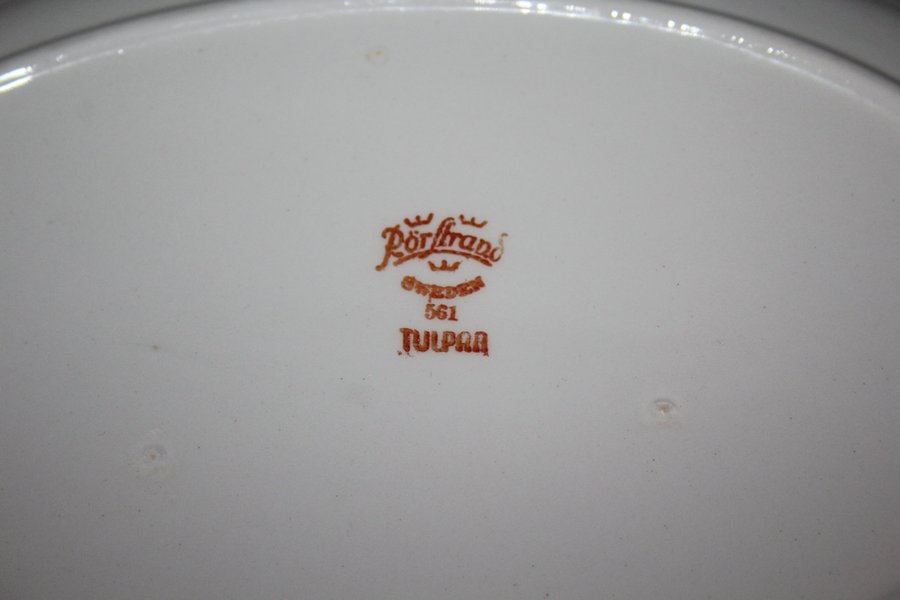 Rörstrand
SWEDEN
561
TULPAN